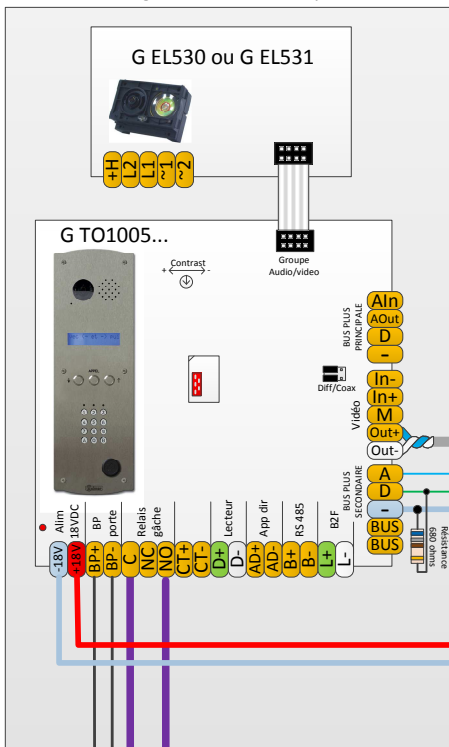 G EL530 ou G EL531
+H
L2
L1
~1
~2
G TO1005...
+ Contrast -
Groupe
Audio/video
BUS PLUS
PRINCIPALE
AIn
AOut
D
-
Diff/Coax
Vidéo
In-
In+
M
Out+
Out-
BUS PLUS
SECONDAIRE
A
D
-
BUS
BUS
Résistance
680 ohms
Alim
18VDC
BP
porte
Relais
gâche
Lecteur
App dir
RS 485
B2F
-18V
+18V
BP+
BP-
C
NC
NO
CT+
CT-
D+
D-
AD+
AD-
B+
B-
L+
L-
APPEL